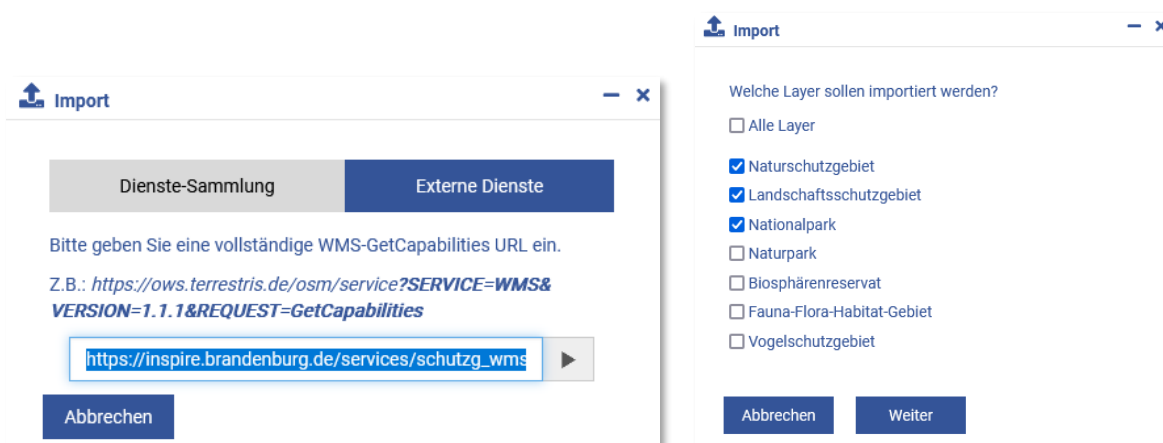 Import
Dienste-Sammlung
Externe Dienste
Bitte geben Sie eine vollständige WMS-GetCapabilities URL ein.
Z.B.: https://ows.terrestris.de/osm/service?SERVICE=WMS&
VERSION=1.1.1&REQUEST=GetCapabilities
https://inspire.brandenburg.de/services/schutzg_wms
Abbrechen
Import
Welche Layer sollen importiert werden?
Alle Layer
Naturschutzgebiet
Landschaftsschutzgebiet
Nationalpark
Naturpark
Biosphärenreservat
Fauna-Flora-Habitat-Gebiet
Vogelschutzgebiet
Abbrechen
Weiter